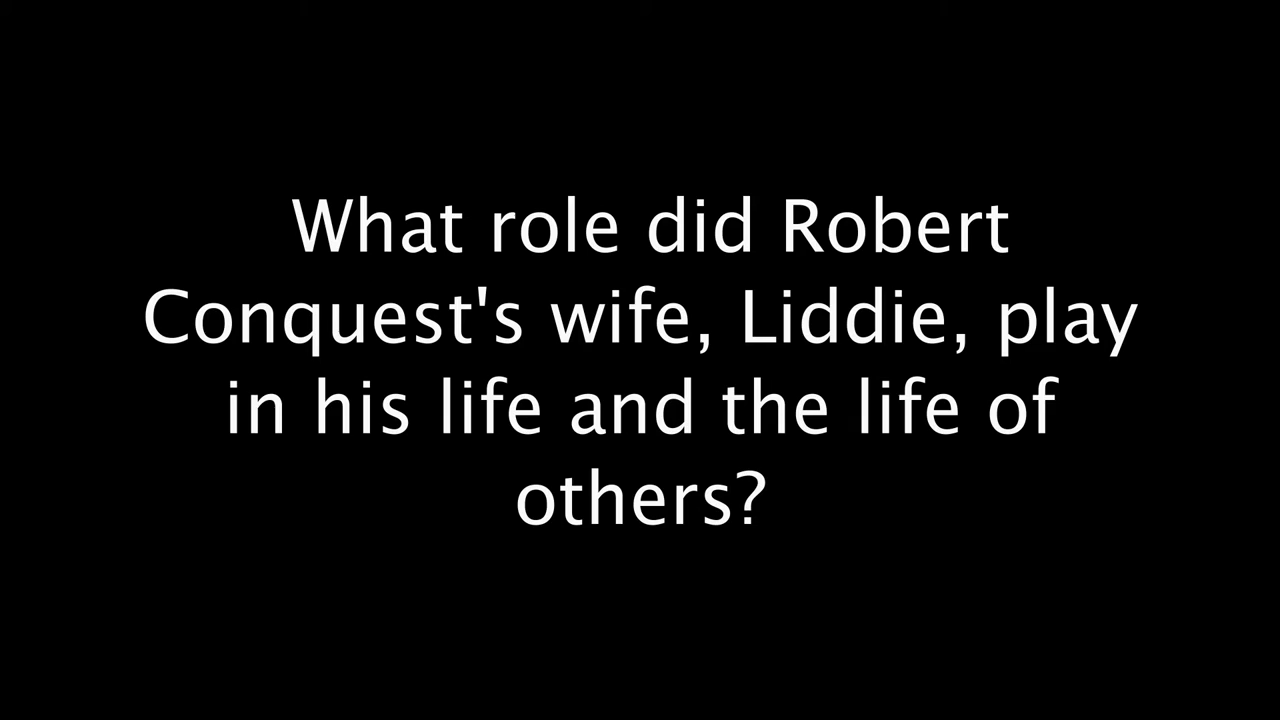 What role did Robert
Conquest's wife, Liddie, play
in his life and the life of
others?